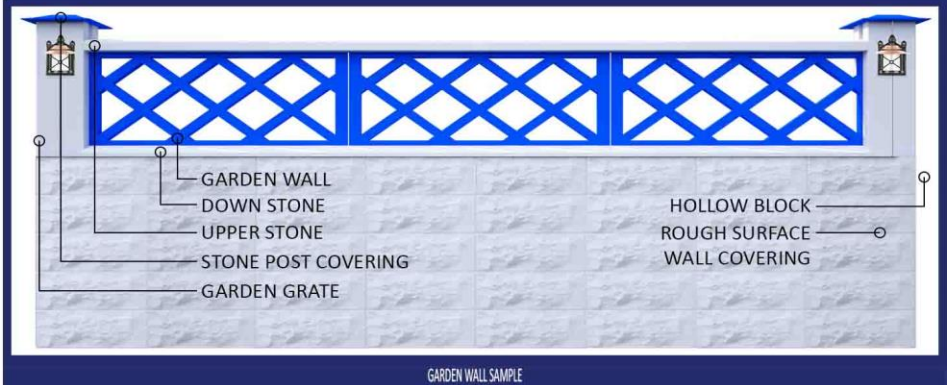 GARDEN WALL
DOWN STONE
UPPER STONE
STONE POST COVERING
GARDEN GRATE
HOLLOW BLOCK
ROUGH SURFACE
WALL COVERING
GARDEN WALL SAMPLE